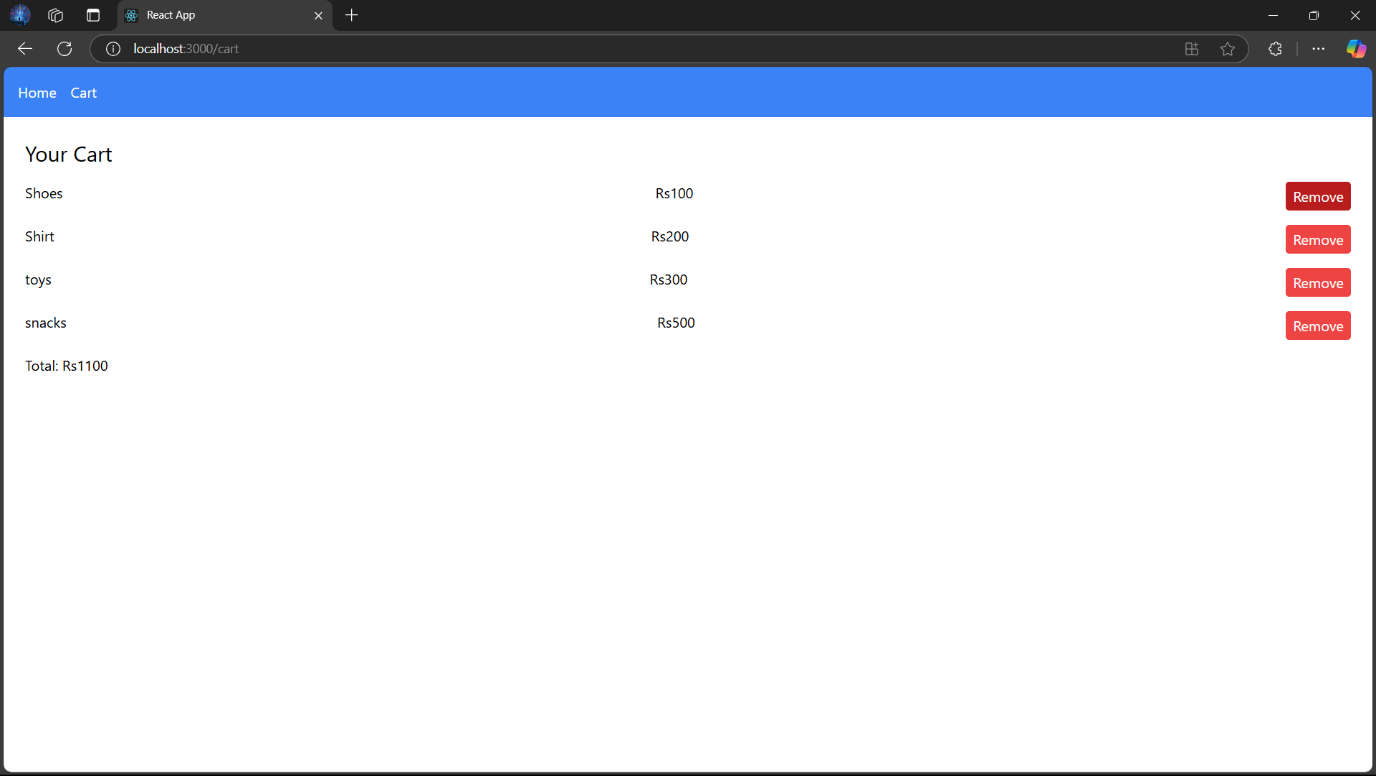 React App
localhost:3000/cart
Home Cart
Your Cart
Shoes Rs100 Remove
Shirt Rs200 Remove
toys Rs300 Remove
snacks Rs500 Remove
Total: Rs1100